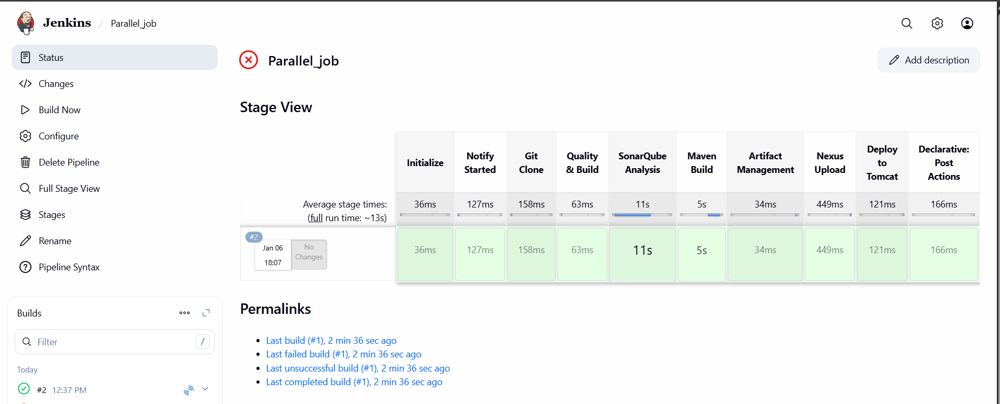 Jenkins / Parallel_job
Status
Changes
Build Now
Configure
Delete Pipeline
Full Stage View
Stages
Rename
Pipeline Syntax
Builds
Filter
/
Today
#2 12:37 PM
Parallel_job
Add description
Stage View
Initialize
Notify
Started
Git
Clone
Quality
& Build
SonarQube
Analysis
Maven
Build
Artifact
Management
Nexus
Upload
Deploy
to
Tomcat
Declarative:
Post
Actions
Average stage times:
(full run time: ~13s)
36ms 127ms 158ms 63ms 11s 5s 34ms 449ms 121ms 166ms
#2
Jan 06
18:07
No
Changes
36ms 127ms 158ms 63ms 11s 5s 34ms 449ms 121ms 166ms
Permalinks
Last build (#1), 2 min 36 sec ago
Last failed build (#1), 2 min 36 sec ago
Last unsuccessful build (#1), 2 min 36 sec ago
Last completed build (#1), 2 min 36 sec ago